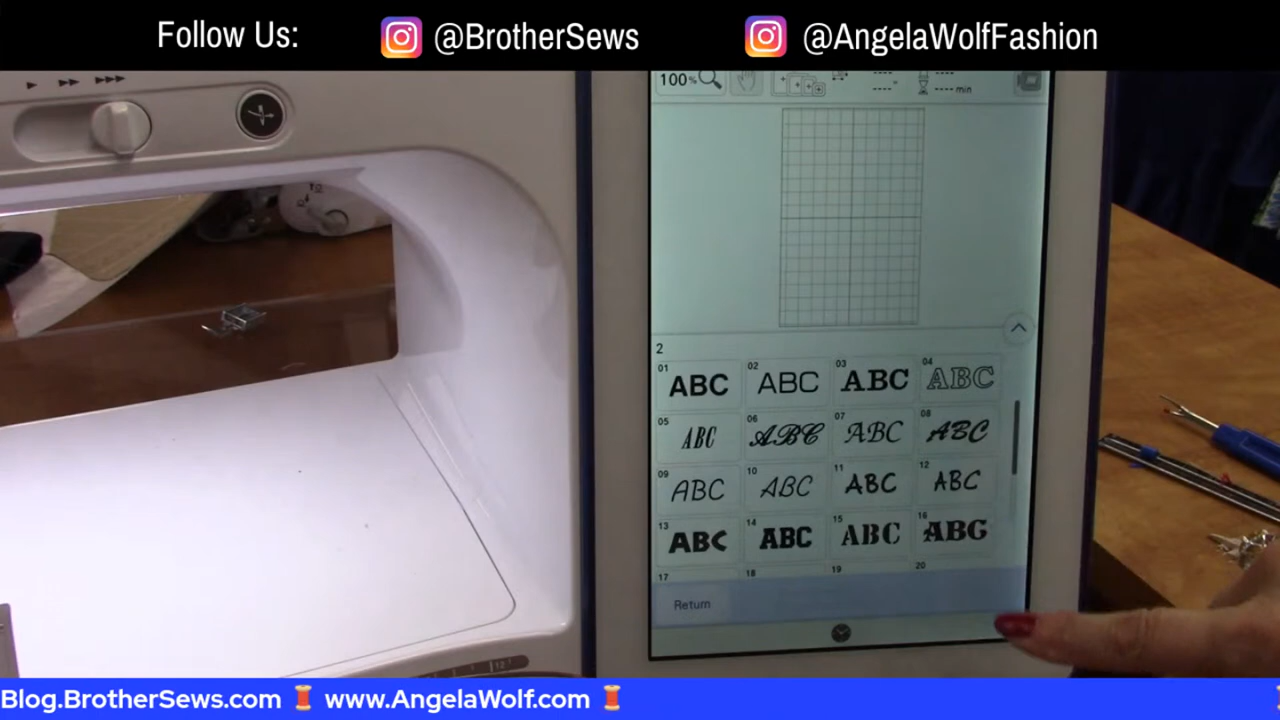 Follow Us:
@BrotherSews
@AngelaWolfFashion
100%
---- min
2
01 ABC
02 ABC
03 ABC
04 ABC
05 ABC
06 ABC
07 ABC
08 ABC
09 ABC
10 ABC
11 ABC
12 ABC
13 ABC
14 ABC
15 ABC
16 ABC
17
18
19
20
Return
Blog.BrotherSews.com 🧵 www.AngelaWolf.com 🧵